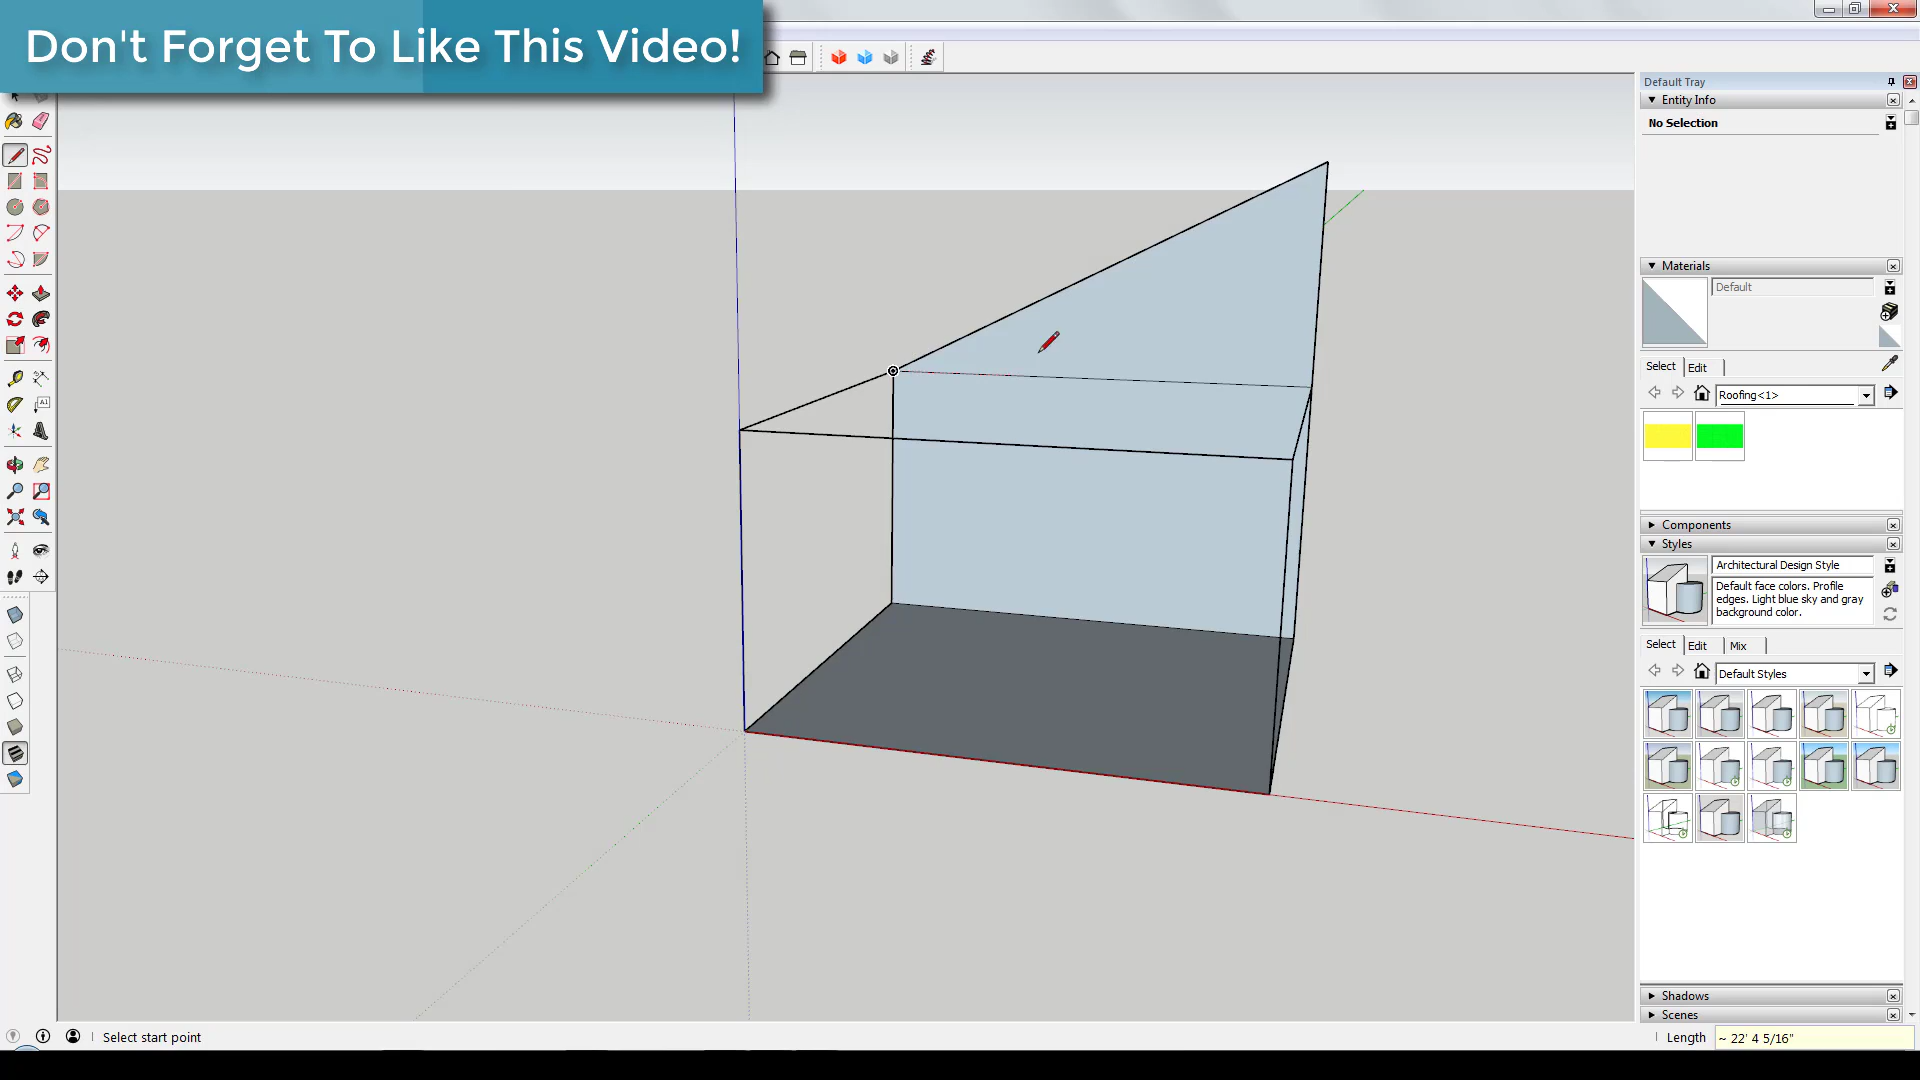 Don't Forget To Like This Video!
Default Tray
Entity Info
No Selection
Materials
Default
Select
Edit
Roofing<1>
Components
Styles
Architectural Design Style
Default face colors. Profile
edges. Light blue sky and gray
background color.
Select
Edit
Mix
Default Styles
Shadows
Scenes
Select start point
Length
~ 22' 4 5/16"